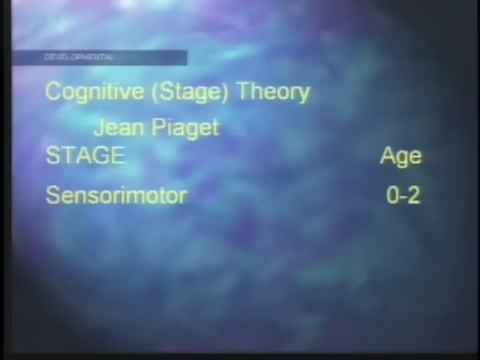 DEVELOPMENTAL
Cognitive (Stage) Theory
Jean Piaget
STAGE Age
Sensorimotor 0-2